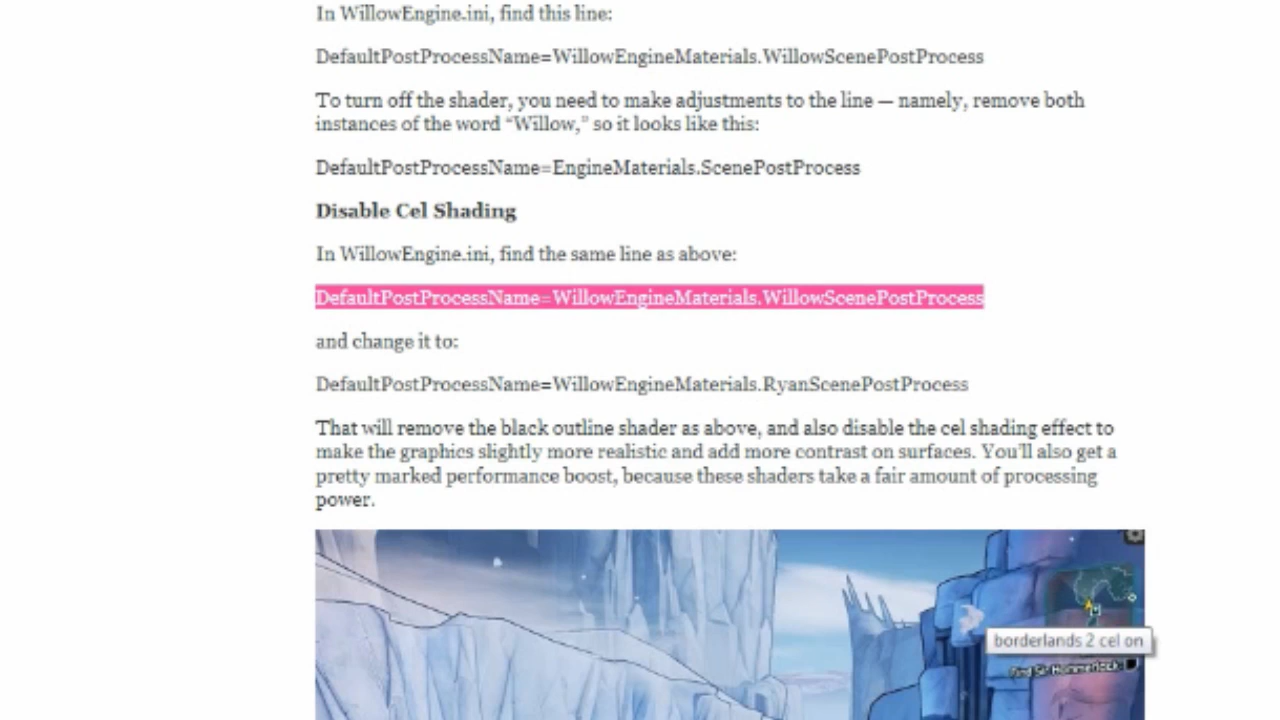 In WillowEngine.ini, find this line:
DefaultPostProcessName=WillowEngineMaterials.WillowScenePostProcess
To turn off the shader, you need to make adjustments to the line — namely, remove both
instances of the word “Willow,” so it looks like this:
DefaultPostProcessName=EngineMaterials.ScenePostProcess
Disable Cel Shading
In WillowEngine.ini, find the same line as above:
DefaultPostProcessName=WillowEngineMaterials.WillowScenePostProcess
and change it to:
DefaultPostProcessName=WillowEngineMaterials.RyanScenePostProcess
That will remove the black outline shader as above, and also disable the cel shading effect to
make the graphics slightly more realistic and add more contrast on surfaces. You’ll also get a
pretty marked performance boost, because these shaders take a fair amount of processing
power.
borderlands 2 cel on
Find Sir Hammerlock: